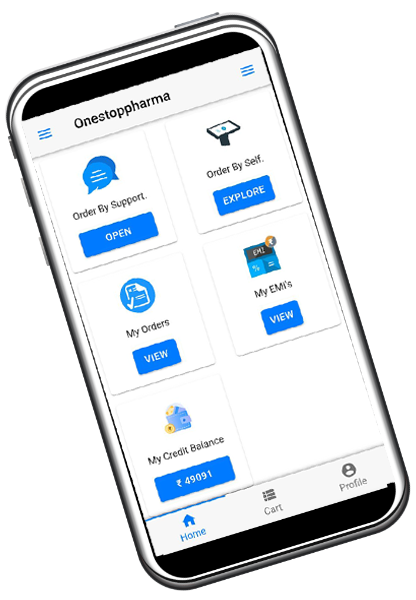 Onestoppharma
Order By Support.
OPEN
Order By Self.
EXPLORE
My Orders
VIEW
EMI
%
=
My EMI's
VIEW
My Credit Balance
₹ 49091
Home
Cart
Profile